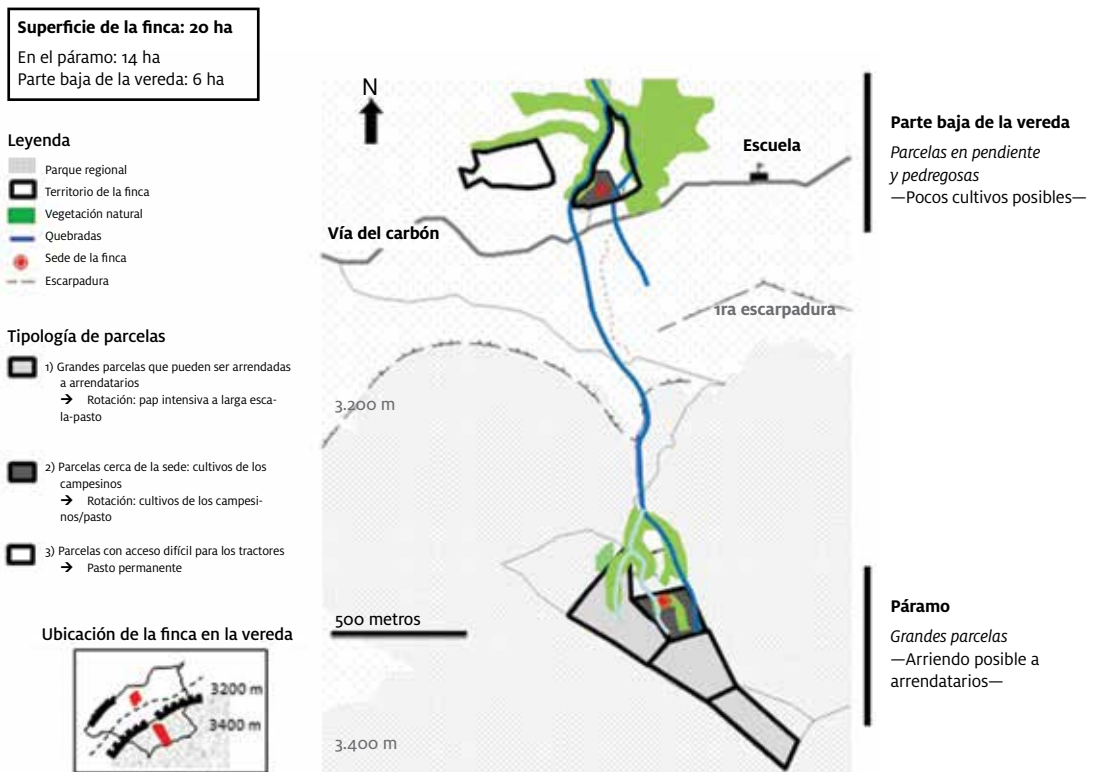 Superficie de la finca: 20 ha
En el páramo: 14 ha
Parte baja de la vereda: 6 ha
Leyenda
Parque regional
Territorio de la finca
Vegetación natural
Quebradas
Sede de la finca
Escarpadura
Tipología de parcelas
1) Grandes parcelas que pueden ser arrendadas
a arrendatarios
→ Rotación: pap intensiva a larga esca-
la-pasto
2) Parcelas cerca de la sede: cultivos de los
campesinos
→ Rotación: cultivos de los campesi-
nos/pasto
3) Parcelas con acceso difícil para los tractores
→ Pasto permanente
Ubicación de la finca en la vereda
3200 m
3400 m
N
Escuela
Vía del carbón
1ra escarpadura
3.200 m
500 metros
3.400 m
Parte baja de la vereda
Parcelas en pendiente
y pedregosas
—Pocos cultivos posibles—
Páramo
Grandes parcelas
—Arriendo posible a
arrendatarios—